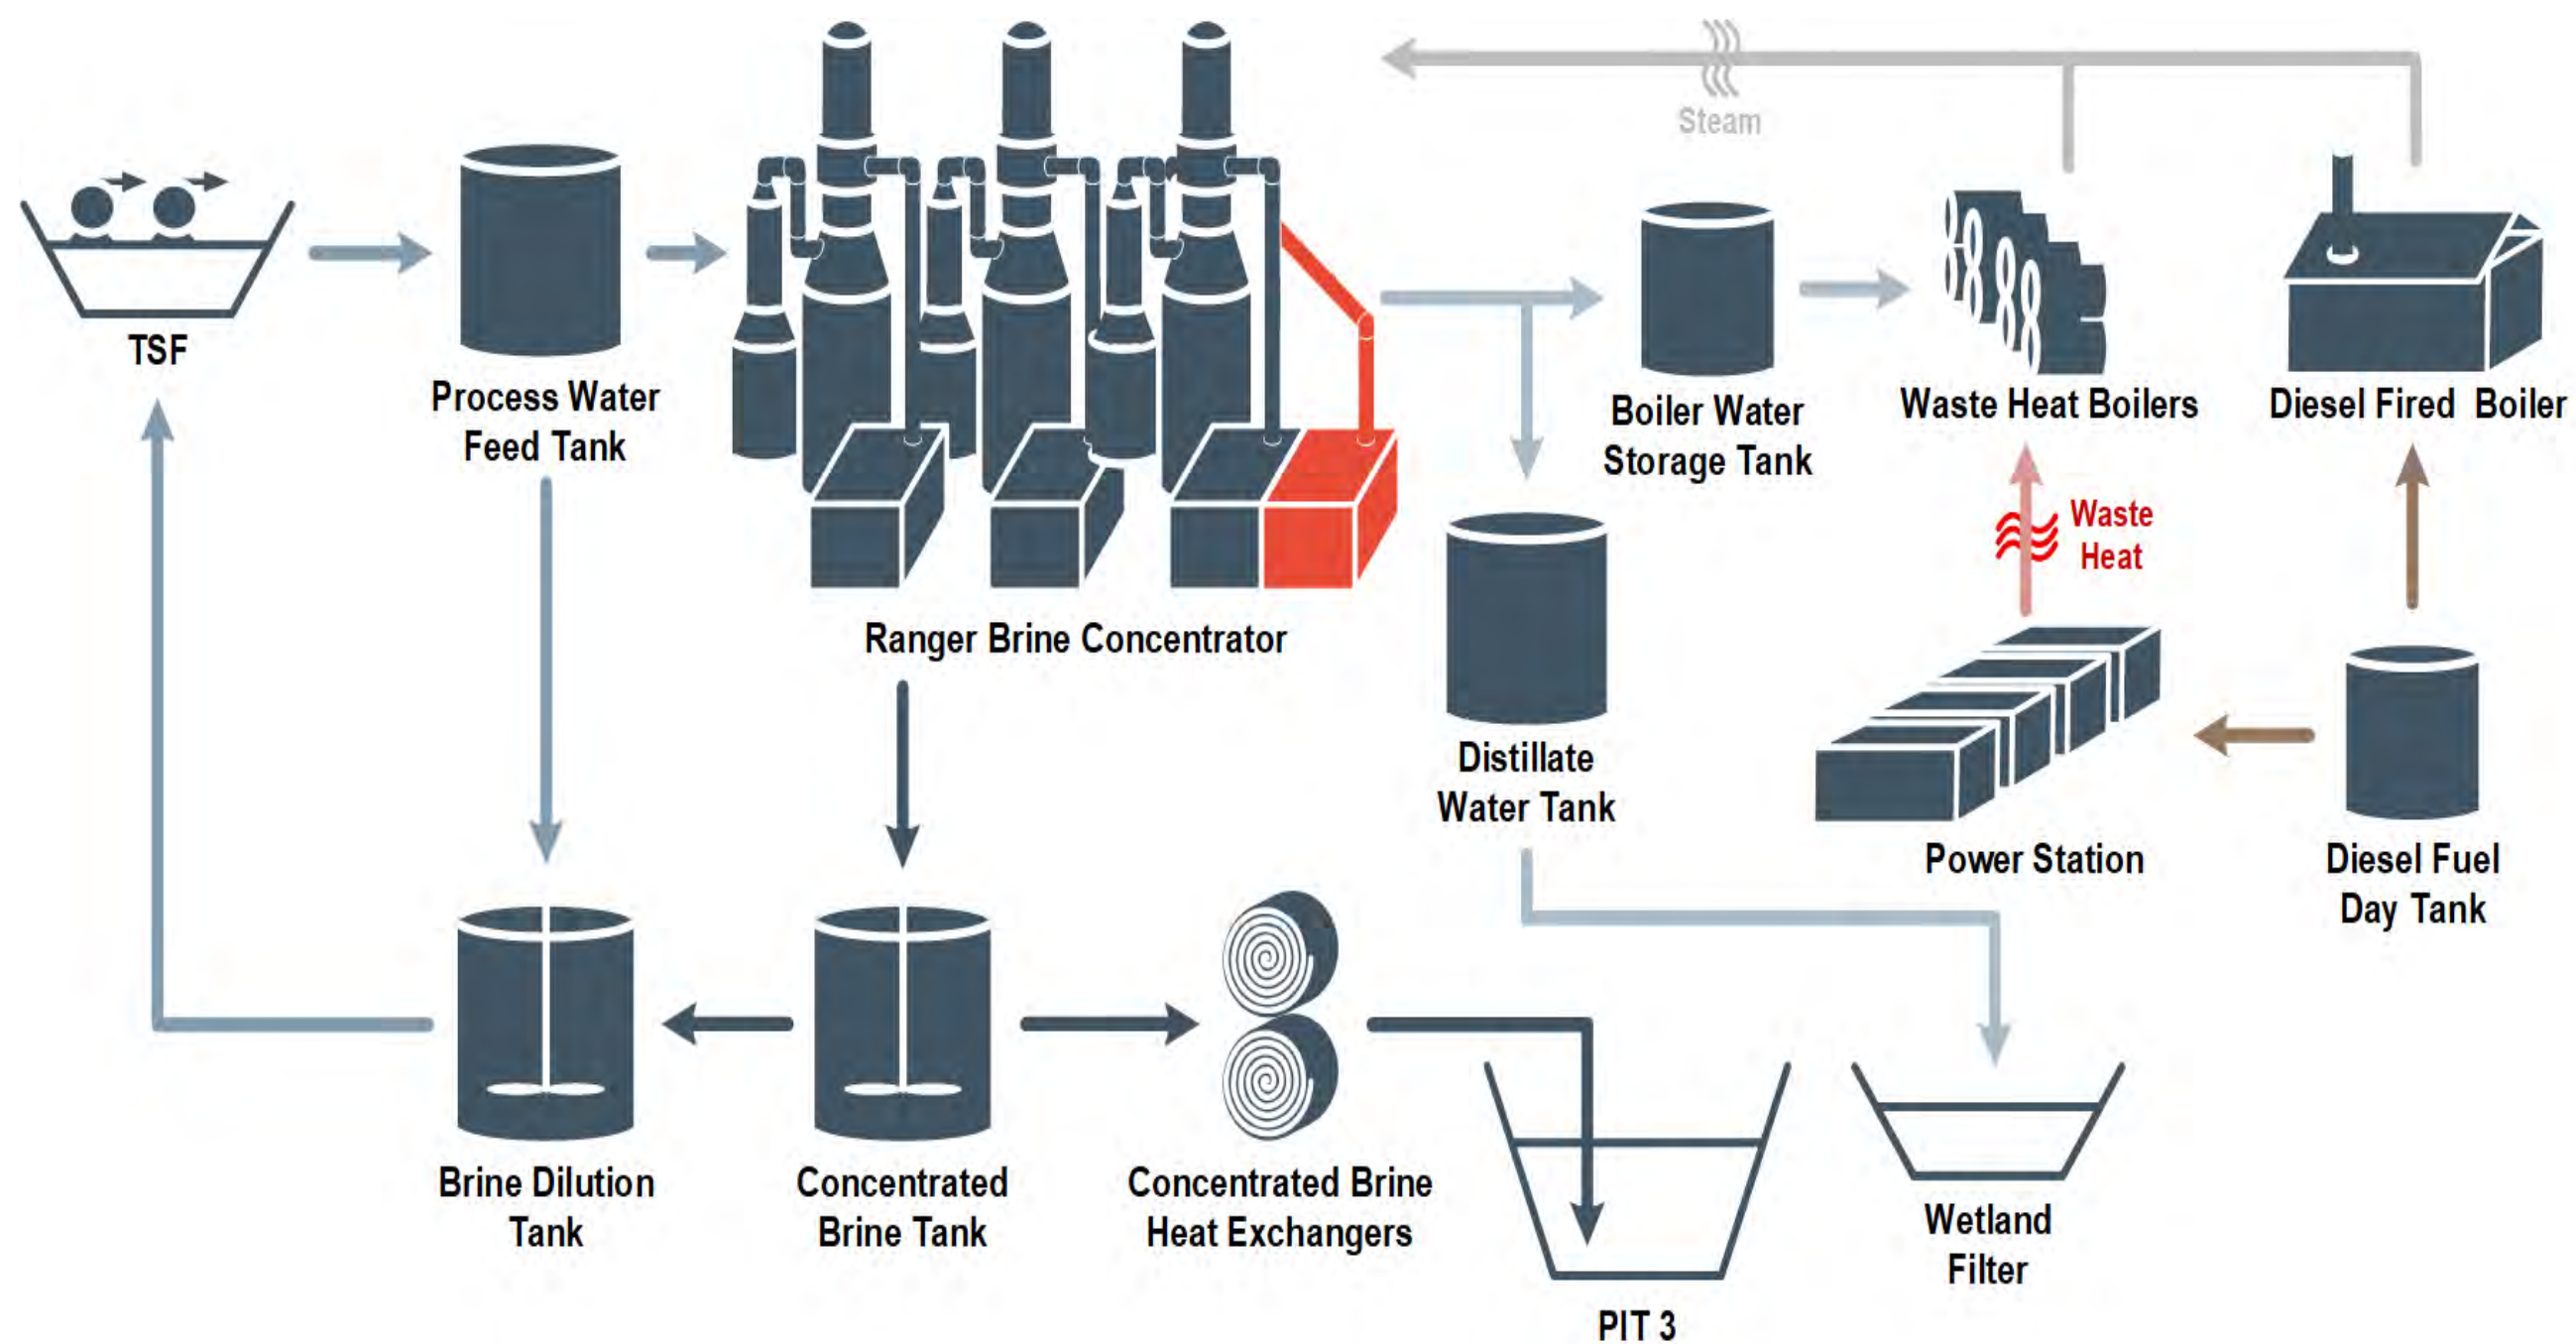 Steam
TSF
Process Water
Feed Tank
Ranger Brine Concentrator
Boiler Water
Storage Tank
Waste Heat Boilers
Diesel Fired Boiler
Waste
Heat
Distillate
Water Tank
Power Station
Diesel Fuel
Day Tank
Brine Dilution
Tank
Concentrated
Brine Tank
Concentrated Brine
Heat Exchangers
PIT 3
Wetland
Filter